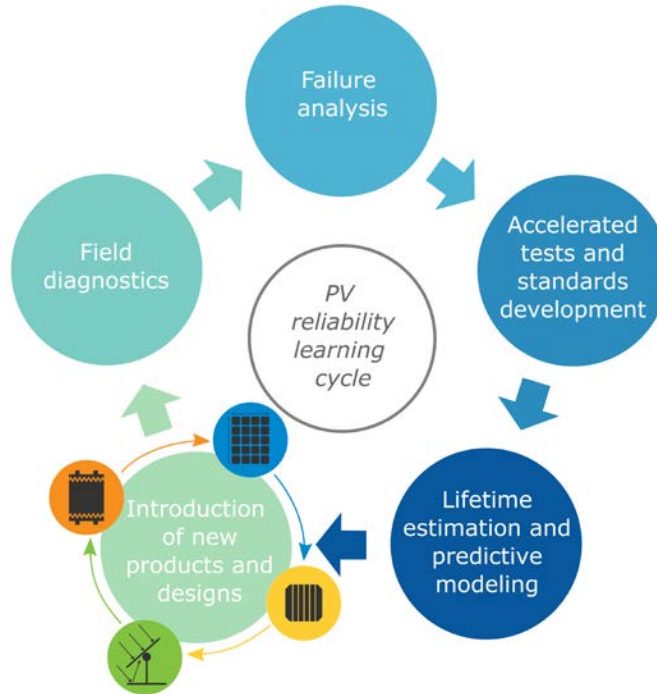 Failure
analysis
Accelerated
tests and
standards
development
Field
diagnostics
PV
reliability
learning
cycle
Lifetime
estimation and
predictive
modeling
Introduction
of new
products and
designs